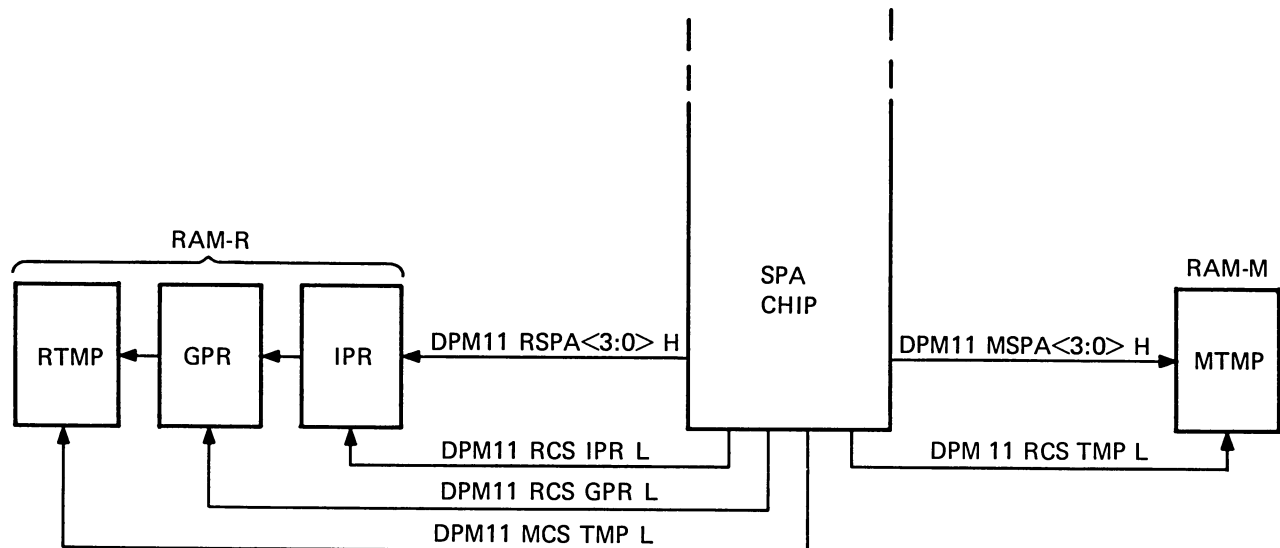 RAM-R
RAM-M
SPA
CHIP
RTMP
GPR
IPR
DPM11 RSPA<3:0> H
DPM11 MSPA<3:0> H
MTMP
DPM11 RCS IPR L
DPM 11 RCS TMP L
DPM11 RCS GPR L
DPM11 MCS TMP L